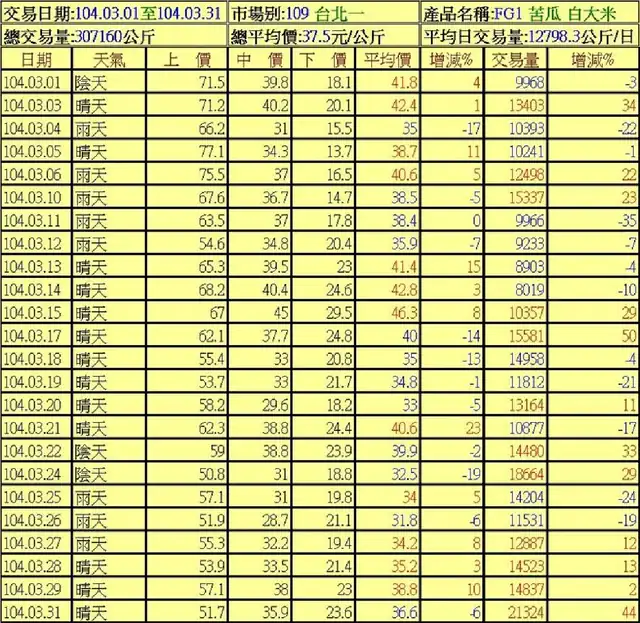 交易日期:104.03.01至104.03.31 市場別:109 台北一 產品名稱:FG1 苦瓜 白大米
總交易量:307160公斤 總平均價:37.5元/公斤 平均日交易量:12798.3公斤/日
日期 天氣 上 價 中 價 下 價 平均價 增減% 交易量 增減%
104.03.01 陰天 71.5 39.8 18.1 41.8 4 9968 -3
104.03.03 晴天 71.2 40.2 20.1 42.4 1 13403 34
104.03.04 雨天 66.2 31 15.5 35 -17 10393 -22
104.03.05 晴天 77.1 34.3 13.7 38.7 11 10241 -1
104.03.06 雨天 75.5 37 16.5 40.6 5 12498 22
104.03.10 雨天 67.6 36.7 14.7 38.5 -5 15337 23
104.03.11 雨天 63.5 37 17.8 38.4 0 9966 -35
104.03.12 雨天 54.6 34.8 20.4 35.9 -7 9233 -7
104.03.13 晴天 65.3 39.5 23 41.4 15 8903 -4
104.03.14 晴天 68.2 40.4 24.6 42.8 3 8019 -10
104.03.15 晴天 67 45 29.5 46.3 8 10357 29
104.03.17 晴天 62.1 37.7 24.8 40 -14 15581 50
104.03.18 晴天 55.4 33 20.8 35 -13 14958 -4
104.03.19 晴天 53.7 33 21.7 34.8 -1 11812 -21
104.03.20 晴天 58.2 29.6 18.2 33 -5 13164 11
104.03.21 晴天 62.3 38.8 24.4 40.6 23 10877 -17
104.03.22 陰天 59 38.8 23.9 39.9 -2 14480 33
104.03.24 陰天 50.8 31 18.8 32.5 -19 18664 29
104.03.25 雨天 57.1 31 19.8 34 5 14204 -24
104.03.26 雨天 51.9 28.7 21.1 31.8 -6 11531 -19
104.03.27 雨天 55.3 32.2 19.4 34.2 8 12887 12
104.03.28 晴天 53.9 33.5 21.4 35.2 3 14523 13
104.03.29 晴天 57.1 38 23 38.8 10 14837 2
104.03.31 晴天 51.7 35.9 23.6 36.6 -6 21324 44